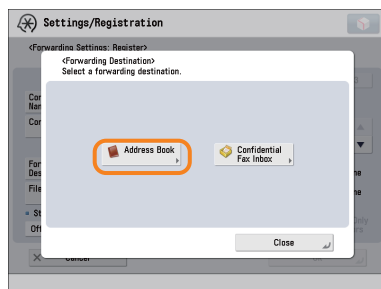 Settings/Registration
<Forwarding Settings: Register>
<Forwarding Destination>
Select a forwarding destination.
Address Book
Confidential
Fax Inbox
Close
Cancel